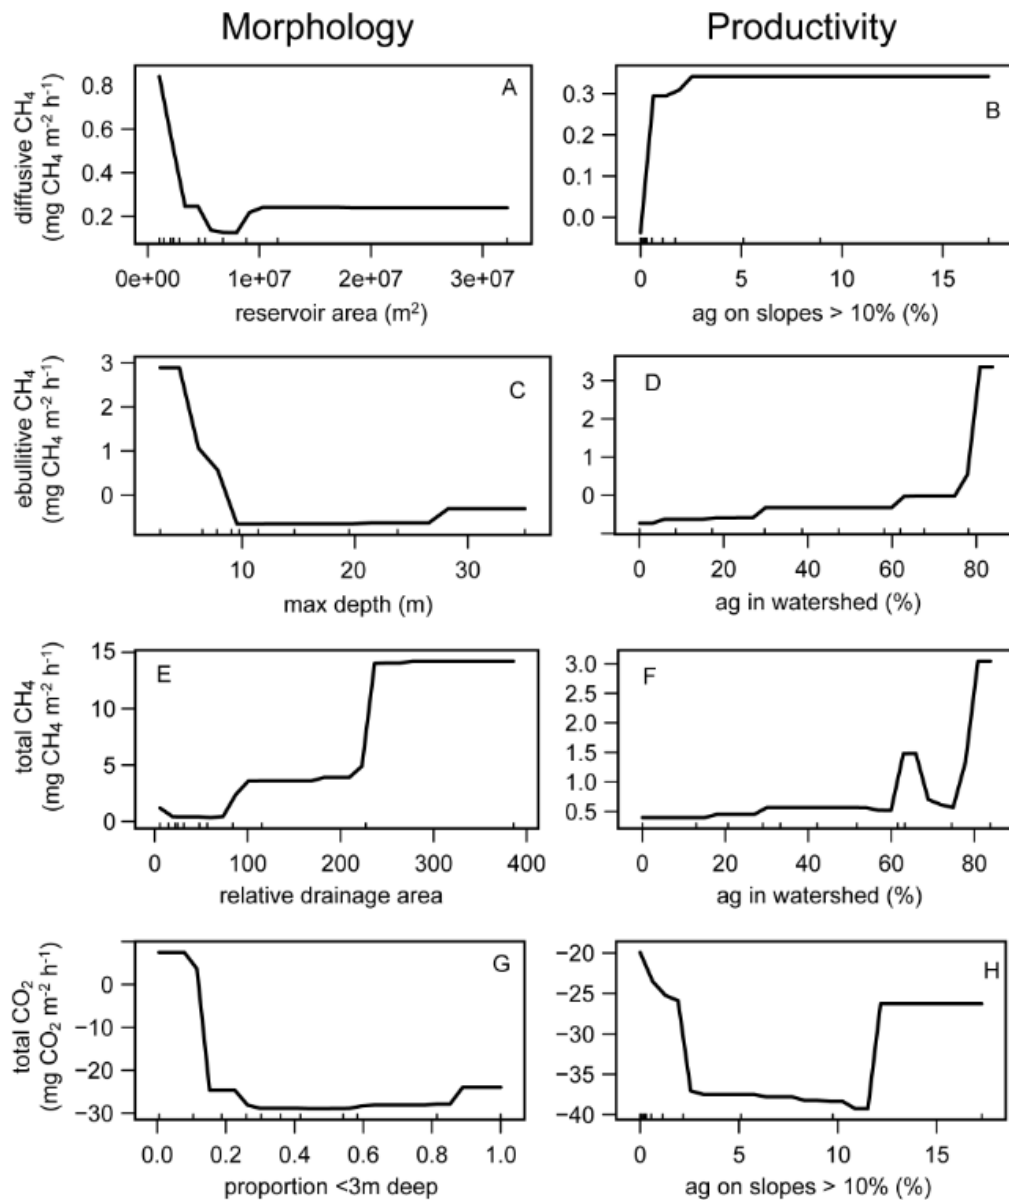 Morphology Productivity
diffusive CH4
(mg CH4 m-2 h-1)
0.8
0.6
0.4
0.2
A
0e+00 1e+07 2e+07 3e+07
reservoir area (m2)
0.3
0.2
0.1
0.0
B
0 5 10 15
ag on slopes > 10% (%)
ebullitive CH4
(mg CH4 m-2 h-1)
3
2
1
0
C
10 20 30
max depth (m)
3
2
1
0
D
0 20 40 60 80
ag in watershed (%)
total CH4
(mg CH4 m-2 h-1)
15
10
5
0
E
0 100 200 300 400
relative drainage area
3.0
2.5
2.0
1.5
1.0
0.5
F
0 20 40 60 80
ag in watershed (%)
total CO2
(mg CO2 m-2 h-1)
0
−10
−20
−30
G
0.0 0.2 0.4 0.6 0.8 1.0
proportion <3m deep
−20
−25
−30
−35
−40
H
0 5 10 15
ag on slopes > 10% (%)